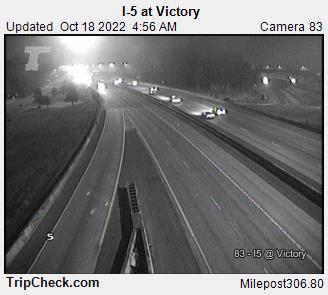 I-5 at Victory
Updated Oct 18 2022 4:56 AM Camera 83
T
S
83 - I5 @ Victory
TripCheck.com Milepost306.80